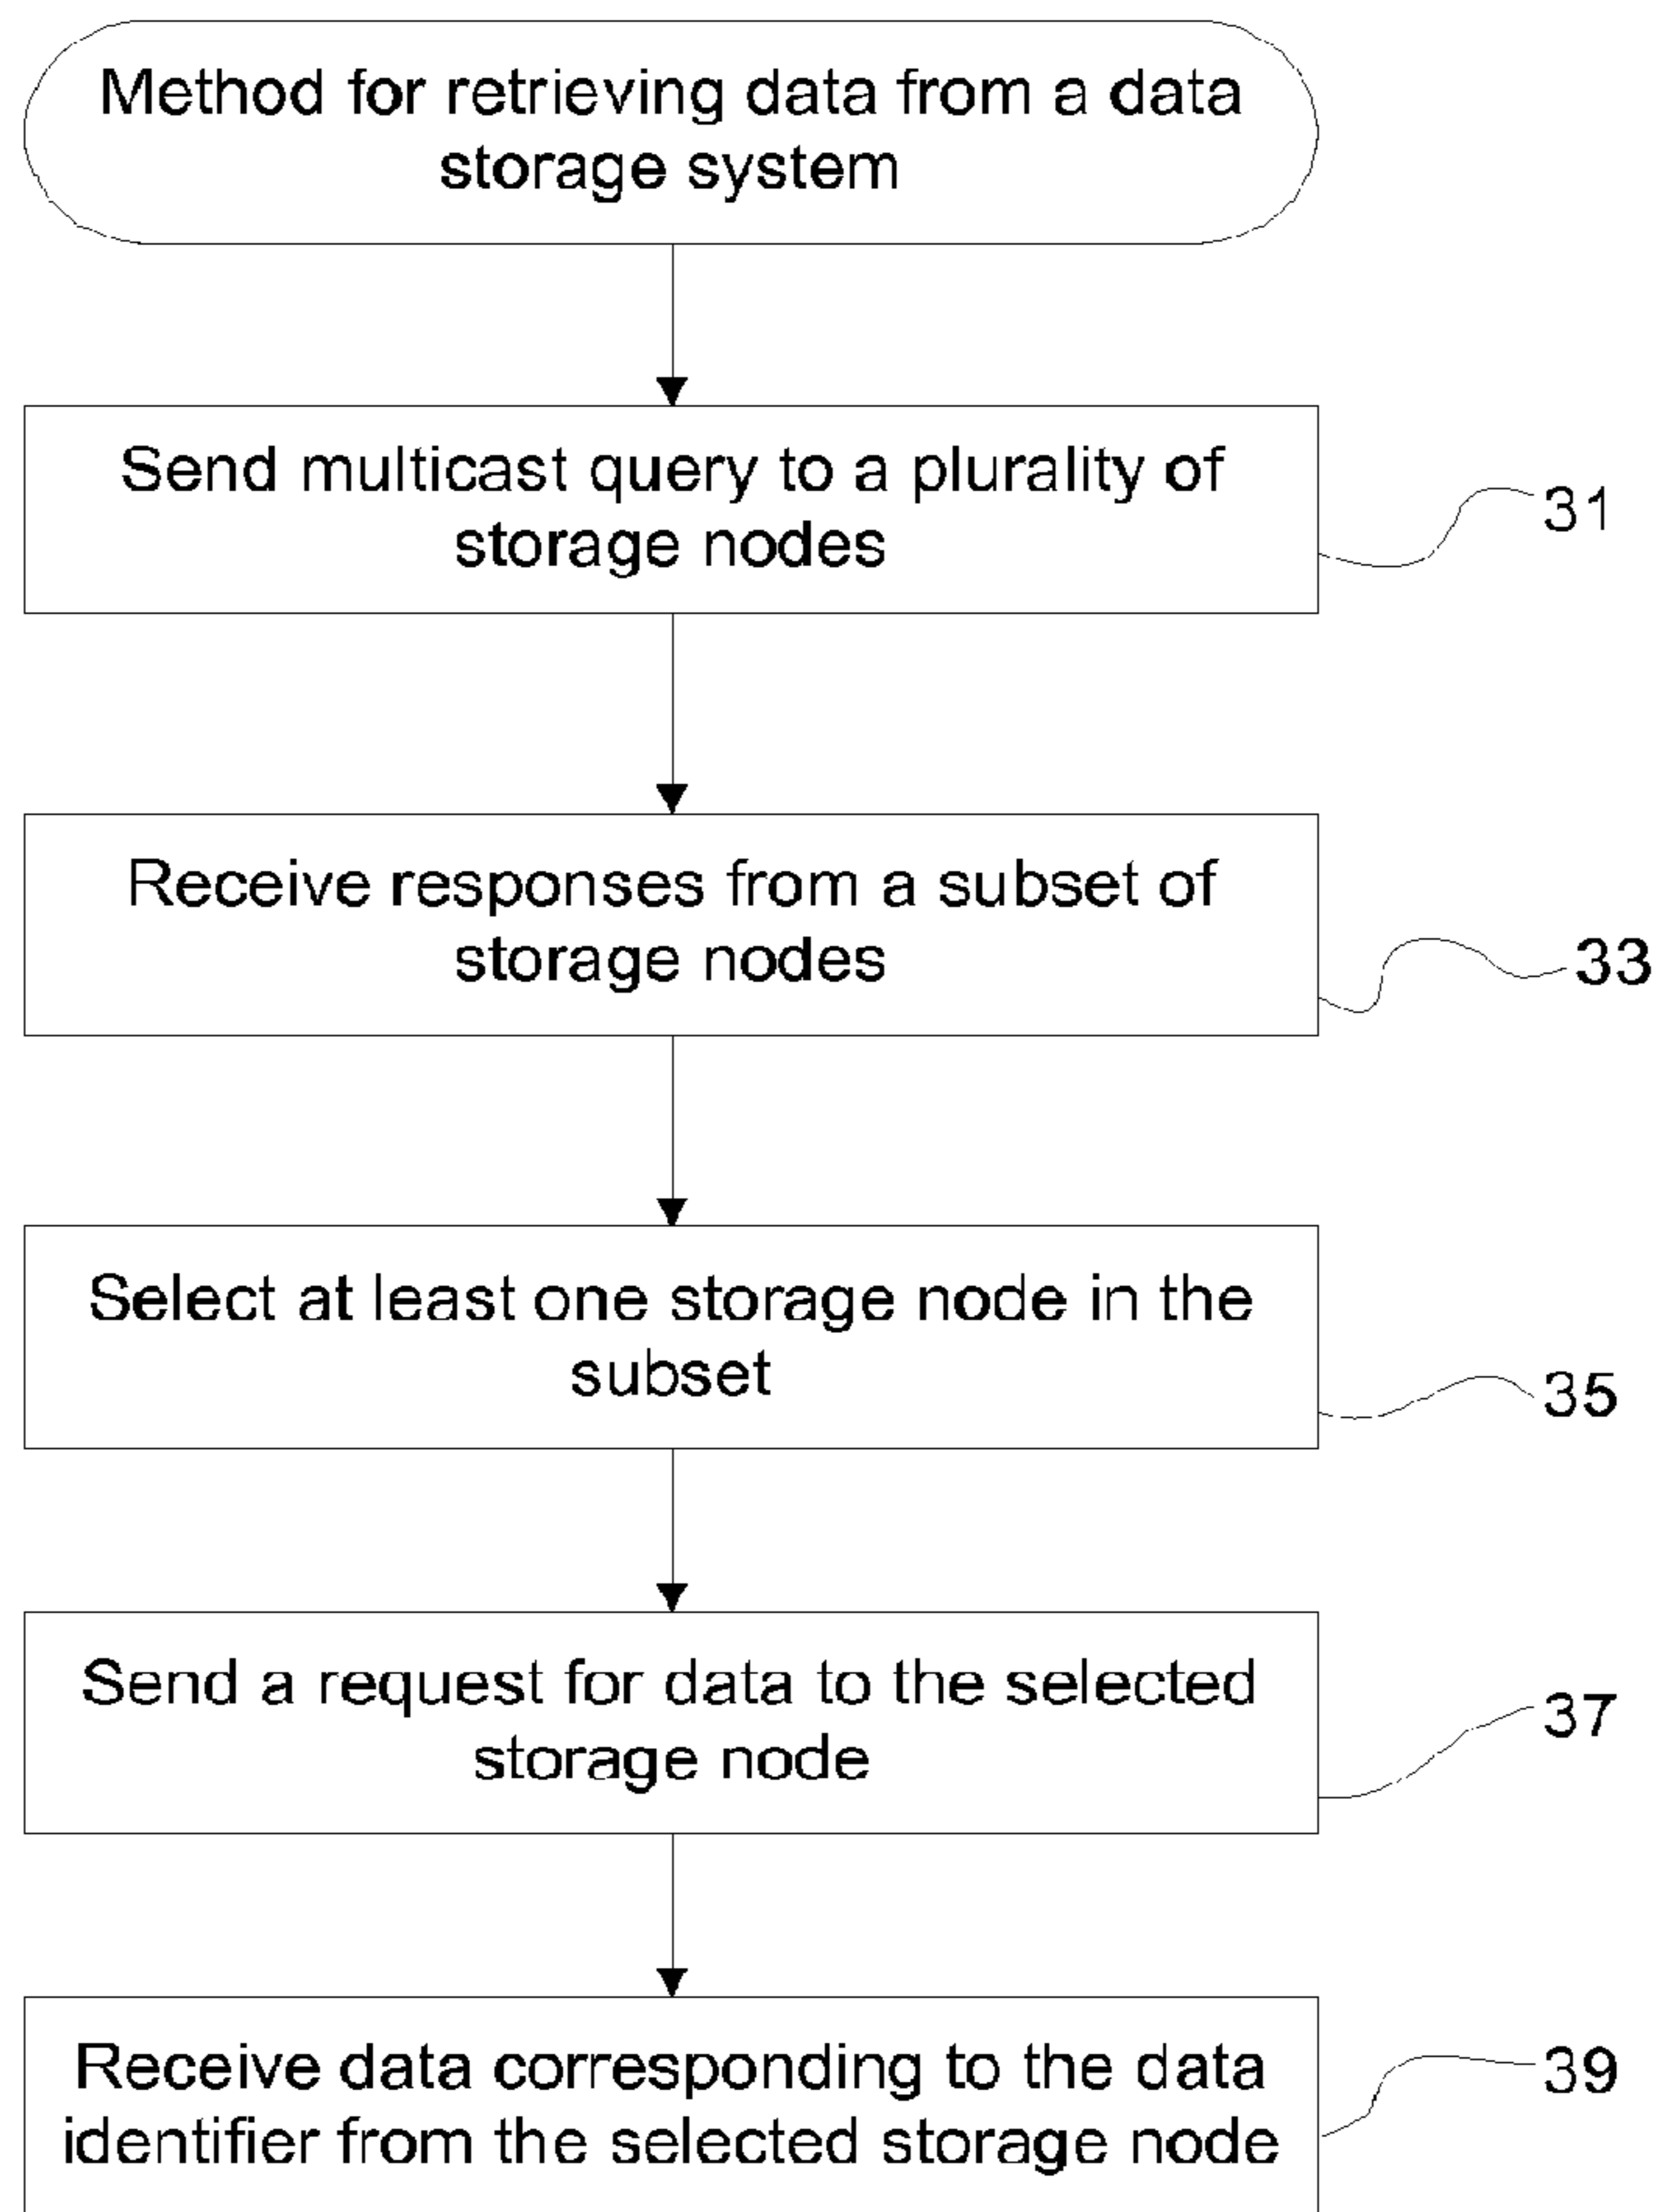 Method for retrieving data from a data
storage system
Send multicast query to a plurality of
storage nodes
31
Receive responses from a subset of
storage nodes
33
Select at least one storage node in the
subset
35
Send a request for data to the selected
storage node
37
Receive data corresponding to the data
identifier from the selected storage node
39